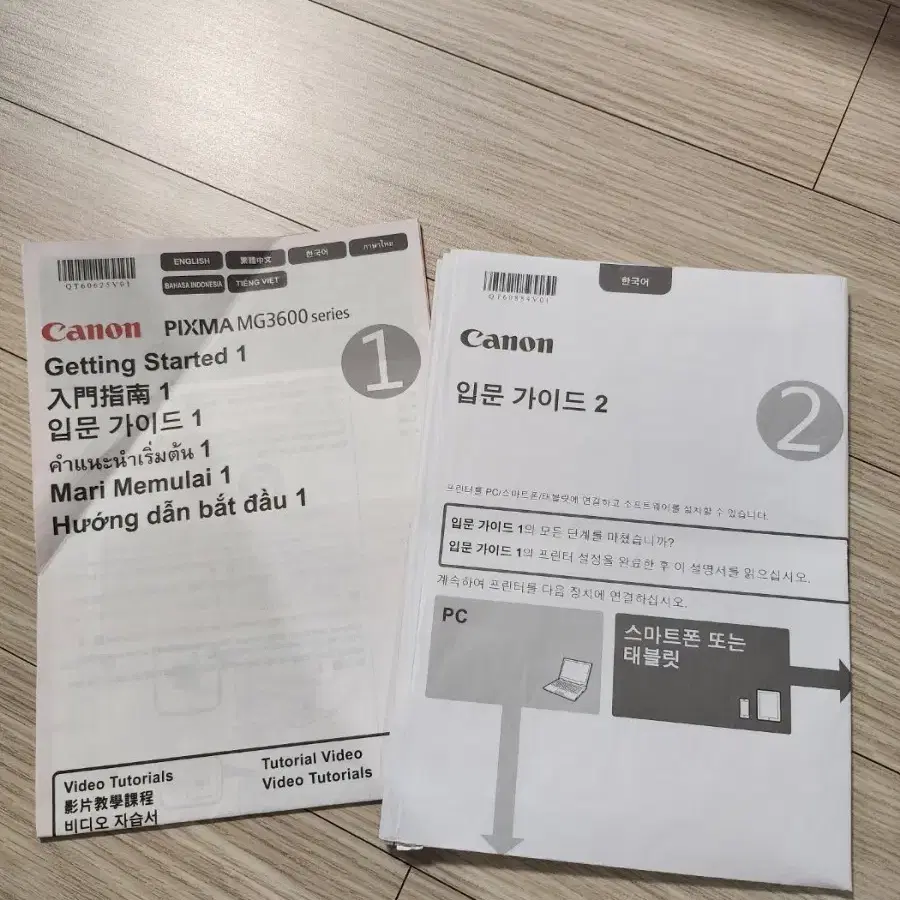 QT60625V01
ENGLISH
繁體中文
한국어
ภาษาไทย
BAHASA INDONESIA
TIẾNG VIỆT
Canon PIXMA MG3600 series
Getting Started 1
入門指南 1
입문 가이드 1
คำแนะนำเริ่มต้น 1
Mari Memulai 1
Hướng dẫn bắt đầu 1
1
Video Tutorials
影片教學課程
비디오 자습서
Tutorial Video
Video Tutorials
한국어
Canon
입문 가이드 2
2
프린터를 PC/스마트폰/태블릿에 연결하고 소프트웨어를 설치할 수 있습니다.
입문 가이드 1의 모든 단계를 마쳤습니까?
입문 가이드 1의 프린터 설정을 완료한 후 이 설명서를 읽으십시오.
계속하여 프린터를 다음 장치에 연결하십시오.
PC
스마트폰 또는
태블릿